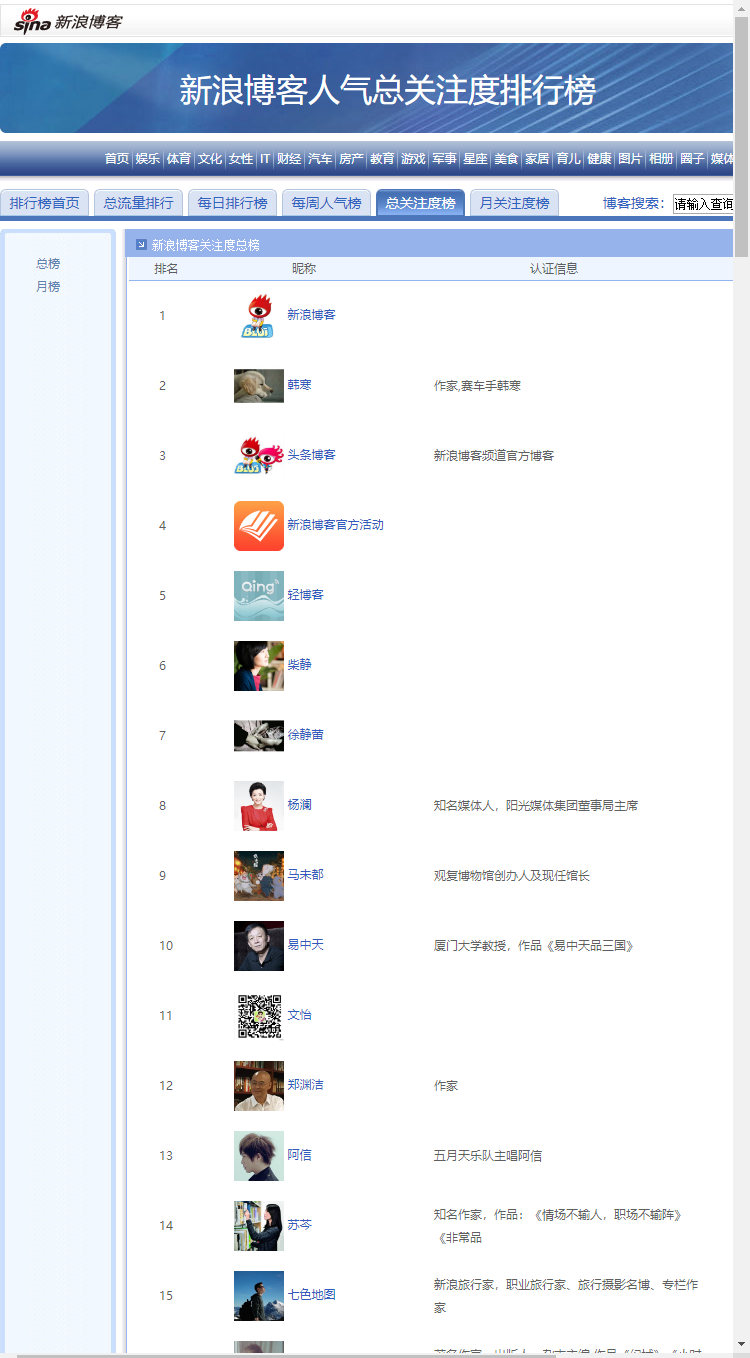 sina 新浪博客
新浪博客人气总关注度排行榜
首页 娱乐 体育 文化 女性 IT 财经 汽车 房产 教育 游戏 军事 星座 美食 家居 育儿 健康 图片 相册 圈子 媒体
排行榜首页 总流量排行 每日排行榜 每周人气榜 总关注度榜 月关注度榜 博客搜索： 请输入查询
总榜
月榜
新浪博客关注度总榜
排名 昵称 认证信息
1 新浪博客
2 韩寒 作家,赛车手韩寒
3 头条博客 新浪博客频道官方博客
4 新浪博客官方活动
Qing
5 轻博客
6 柴静
7 徐静蕾
8 杨澜 知名媒体人，阳光媒体集团董事局主席
9 马未都 观复博物馆创办人及现任馆长
10 易中天 厦门大学教授，作品《易中天品三国》
11 文怡
12 郑渊洁 作家
13 阿信 五月天乐队主唱阿信
14 苏芩 知名作家，作品：《情场不输人，职场不输阵》
《非常品
15 七色地图 新浪旅行家，职业旅行家、旅行摄影名博、专栏作
家